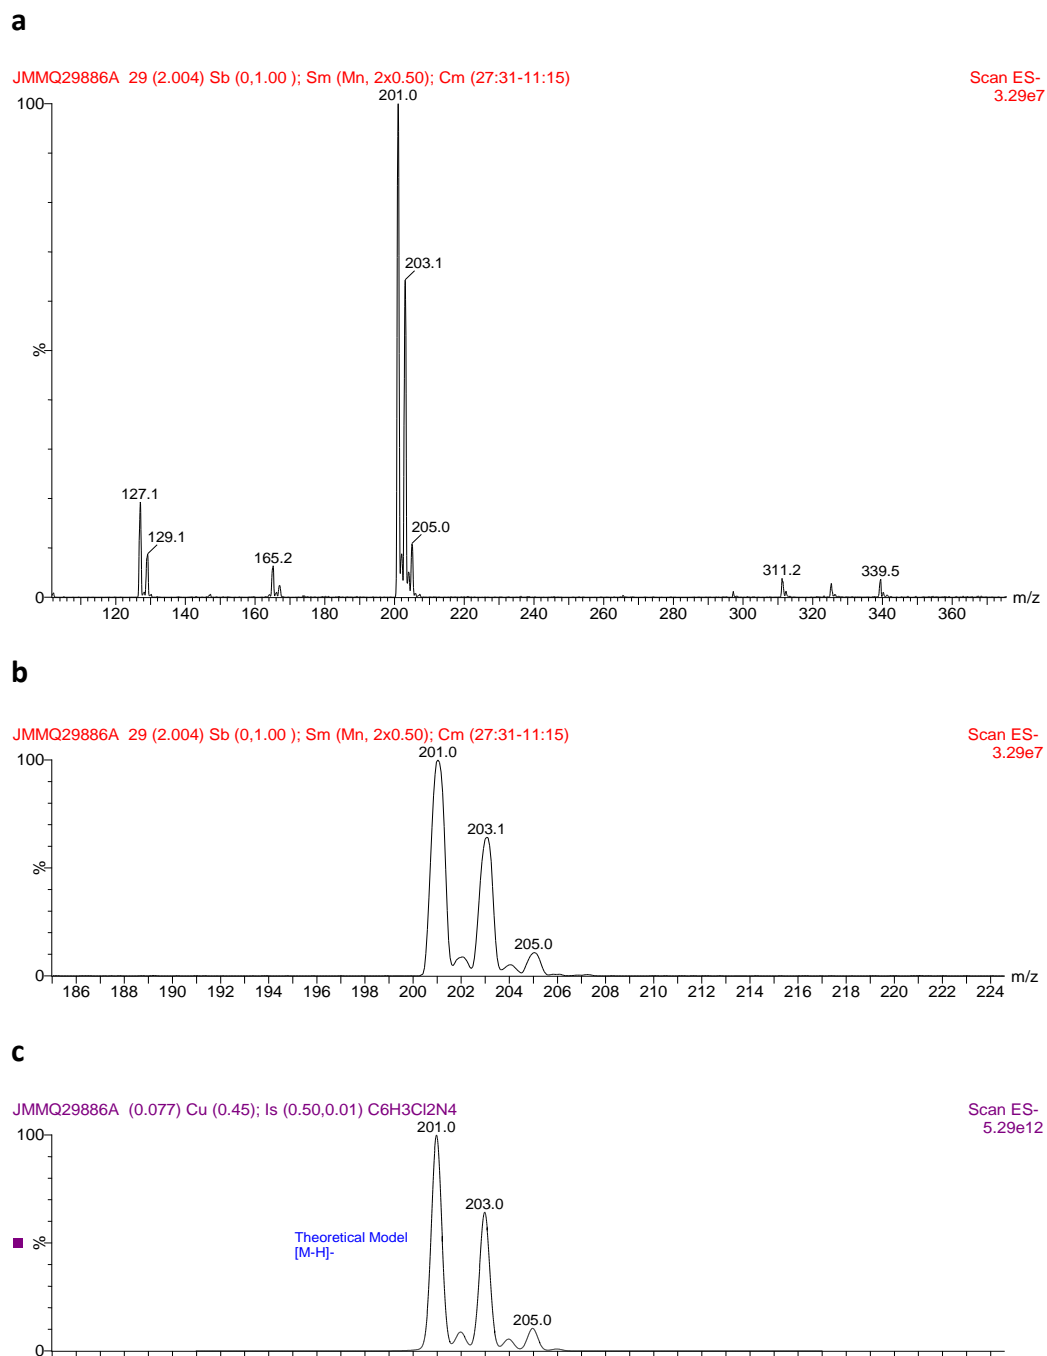 a
JMMQ29886A 29 (2.004) Sb (0,1.00 ); Sm (Mn, 2x0.50); Cm (27:31-11:15)
Scan ES-
3.29e7
201.0
100
203.1
%
127.1
129.1
205.0
165.2
311.2
339.5
0
m/z
120 140 160 180 200 220 240 260 280 300 320 340 360
b
JMMQ29886A 29 (2.004) Sb (0,1.00 ); Sm (Mn, 2x0.50); Cm (27:31-11:15)
Scan ES-
3.29e7
201.0
100
203.1
%
205.0
0
m/z
186 188 190 192 194 196 198 200 202 204 206 208 210 212 214 216 218 220 222 224
c
JMMQ29886A (0.077) Cu (0.45); Is (0.50,0.01) C6H3Cl2N4
Scan ES-
5.29e12
201.0
100
203.0
Theoretical Model
[M-H]-
%
205.0
0